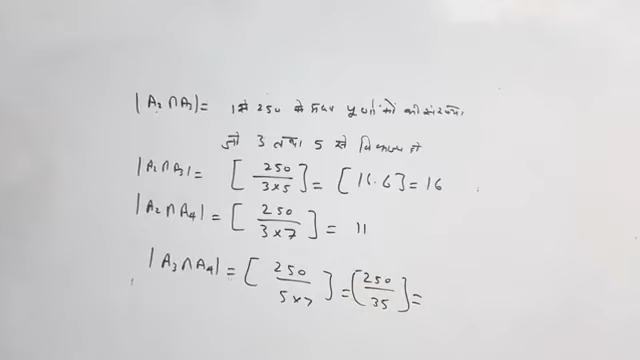 |A₂∩A₃| = 1 से 250 के मध्य पूर्णांकों की संख्या
जो 3 तथा 5 से विभाज्य हो
|A₂∩A₃| = [250/3×5] = [16.6] = 16
|A₂∩A₄| = [250/3×7] = 11
|A₃∩A₄| = [250/5×7] = [250/35] =